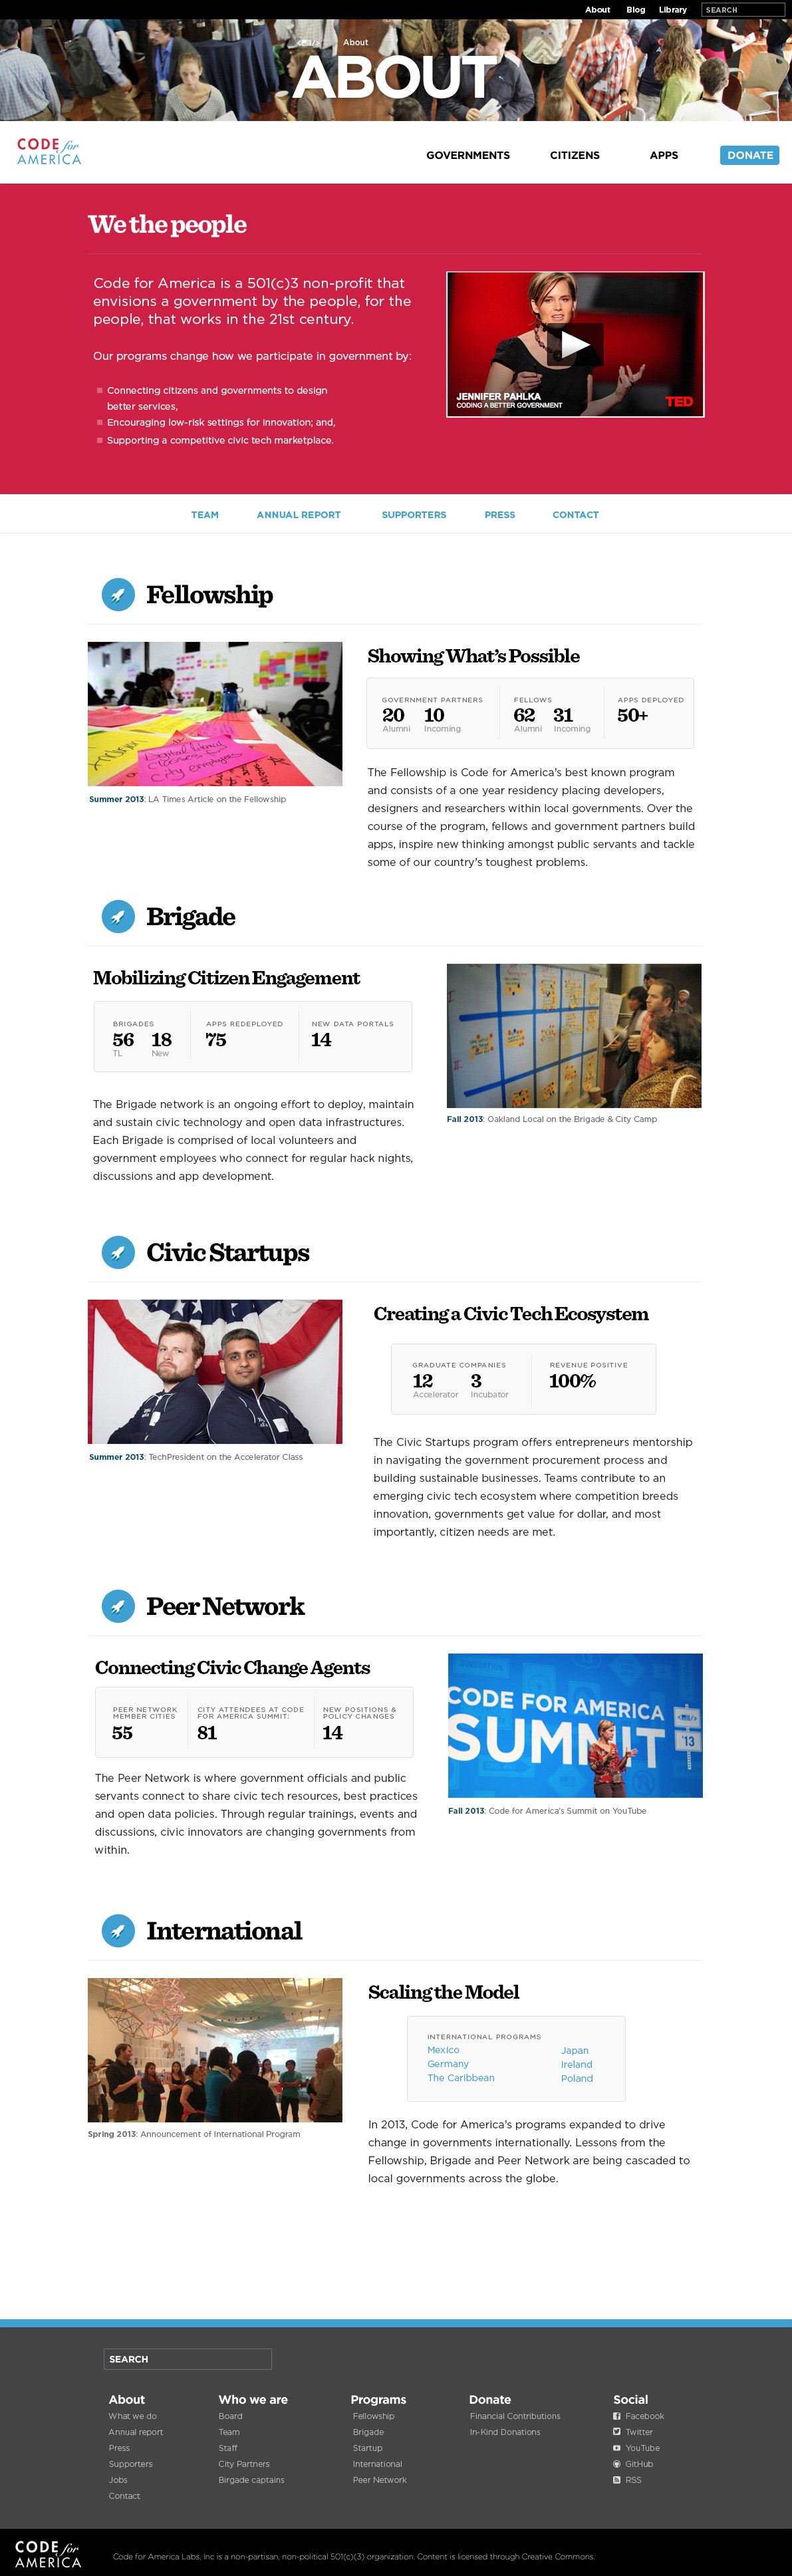 About Blog Library SEARCH
About
ABOUT
CODE for
AMERICA
GOVERNMENTS CITIZENS APPS DONATE
We the people
Code for America is a 501(c)3 non-profit that
envisions a government by the people, for the
people, that works in the 21st century.
Our programs change how we participate in government by:
Connecting citizens and governments to design
better services,
Encouraging low-risk settings for innovation; and,
Supporting a competitive civic tech marketplace.
JENNIFER PAHLKA
CODING A BETTER GOVERNMENT
TED
TEAM ANNUAL REPORT SUPPORTERS PRESS CONTACT
Fellowship
Digital Denial
city employees
Summer 2013: LA Times Article on the Fellowship
Showing What's Possible
GOVERNMENT PARTNERS FELLOWS APPS DEPLOYED
20 10 62 31 50+
Alumni Incoming Alumni Incoming
The Fellowship is Code for America's best known program
and consists of a one year residency placing developers,
designers and researchers within local governments. Over the
course of the program, fellows and government partners build
apps, inspire new thinking amongst public servants and tackle
some of our country's toughest problems.
Brigade
Mobilizing Citizen Engagement
BRIGADES APPS REDEPLOYED NEW DATA PORTALS
56 18 75 14
TL New
The Brigade network is an ongoing effort to deploy, maintain
and sustain civic technology and open data infrastructures.
Each Brigade is comprised of local volunteers and
government employees who connect for regular hack nights,
discussions and app development.
Fall 2013: Oakland Local on the Brigade & City Camp
Civic Startups
Summer 2013: TechPresident on the Accelerator Class
Creating a Civic Tech Ecosystem
GRADUATE COMPANIES REVENUE POSITIVE
12 3 100%
Accelerator Incubator
The Civic Startups program offers entrepreneurs mentorship
in navigating the government procurement process and
building sustainable businesses. Teams contribute to an
emerging civic tech ecosystem where competition breeds
innovation, governments get value for dollar, and most
importantly, citizen needs are met.
Peer Network
Connecting Civic Change Agents
PEER NETWORK CITY ATTENDEES AT CODE NEW POSITIONS &
MEMBER CITIES FOR AMERICA SUMMIT: POLICY CHANGES
55 81 14
The Peer Network is where government officials and public
servants connect to share civic tech resources, best practices
and open data policies. Through regular trainings, events and
discussions, civic innovators are changing governments from
within.
CODE FOR AMERICA
SUMMIT
'13
Fall 2013: Code for America's Summit on YouTube
International
Spring 2013: Announcement of International Program
Scaling the Model
INTERNATIONAL PROGRAMS
Mexico Japan
Germany Ireland
The Caribbean Poland
In 2013, Code for America's programs expanded to drive
change in governments internationally. Lessons from the
Fellowship, Brigade and Peer Network are being cascaded to
local governments across the globe.
SEARCH
About
What we do
Annual report
Press
Supporters
Jobs
Contact
Who we are
Board
Team
Staff
City Partners
Birgade captains
Programs
Fellowship
Brigade
Startup
International
Peer Network
Donate
Financial Contributions
In-Kind Donations
Social
Facebook
Twitter
YouTube
GitHub
RSS
CODE for
AMERICA
Code for America Labs, Inc is a non-partisan, non-political 501(c)(3) organization. Content is licensed through Creative Commons.